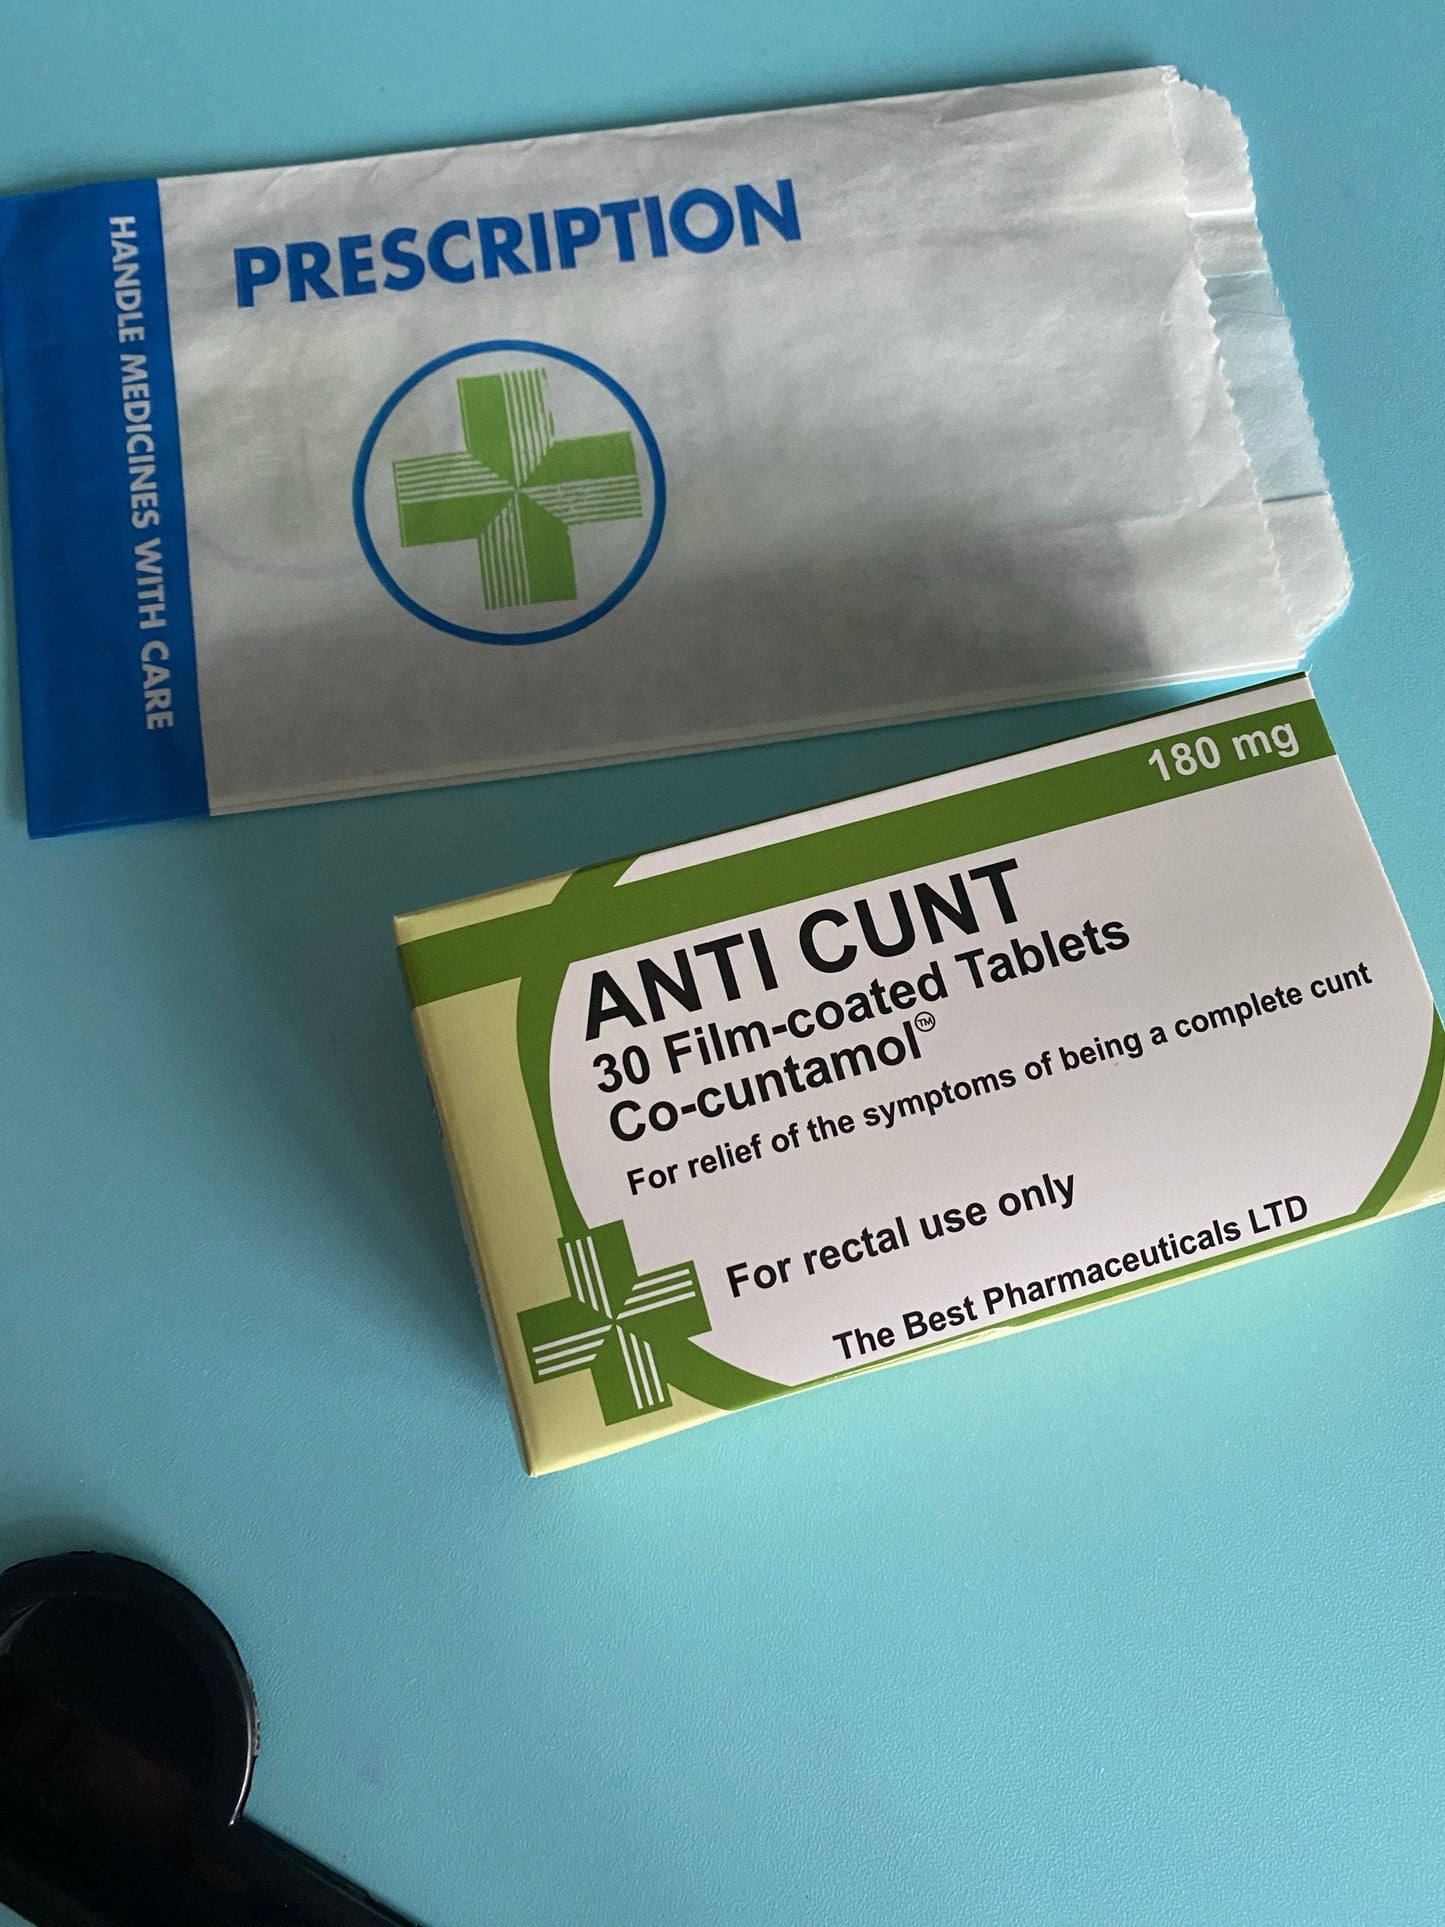 PRESCRIPTION
HANDLE MEDICINES WITH CARE
180 mg
ANTI CUNT
30 Film-coated Tablets
Co-cuntamol™
For relief of the symptoms of being a complete cunt
For rectal use only
The Best Pharmaceuticals LTD